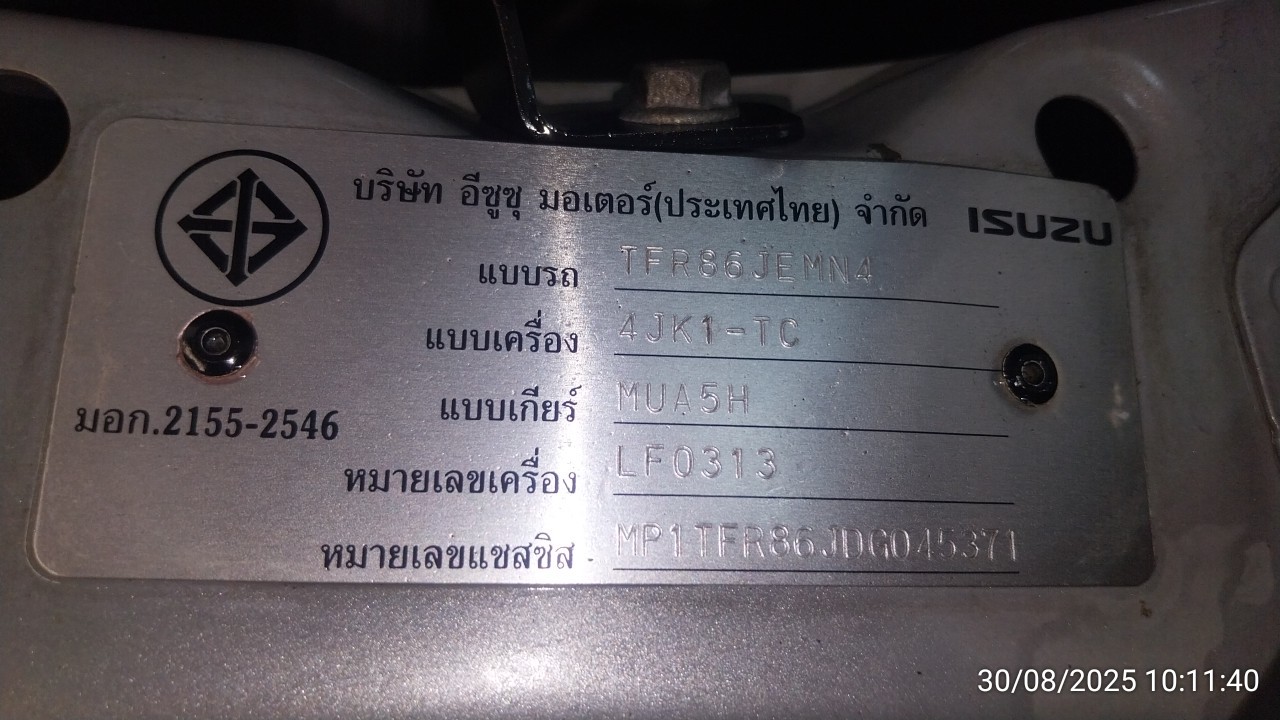 บริษัท อีซูซุ มอเตอร์(ประเทศไทย) จำกัด ISUZU
แบบรถ TFR86JEMN4
แบบเครื่อง 4JK1-TC
แบบเกียร์ MUA5H
มอก.2155-2546
หมายเลขเครื่อง LF0313
หมายเลขแชสซิส MP1TFR86JDG045371
30/08/2025 10:11:40